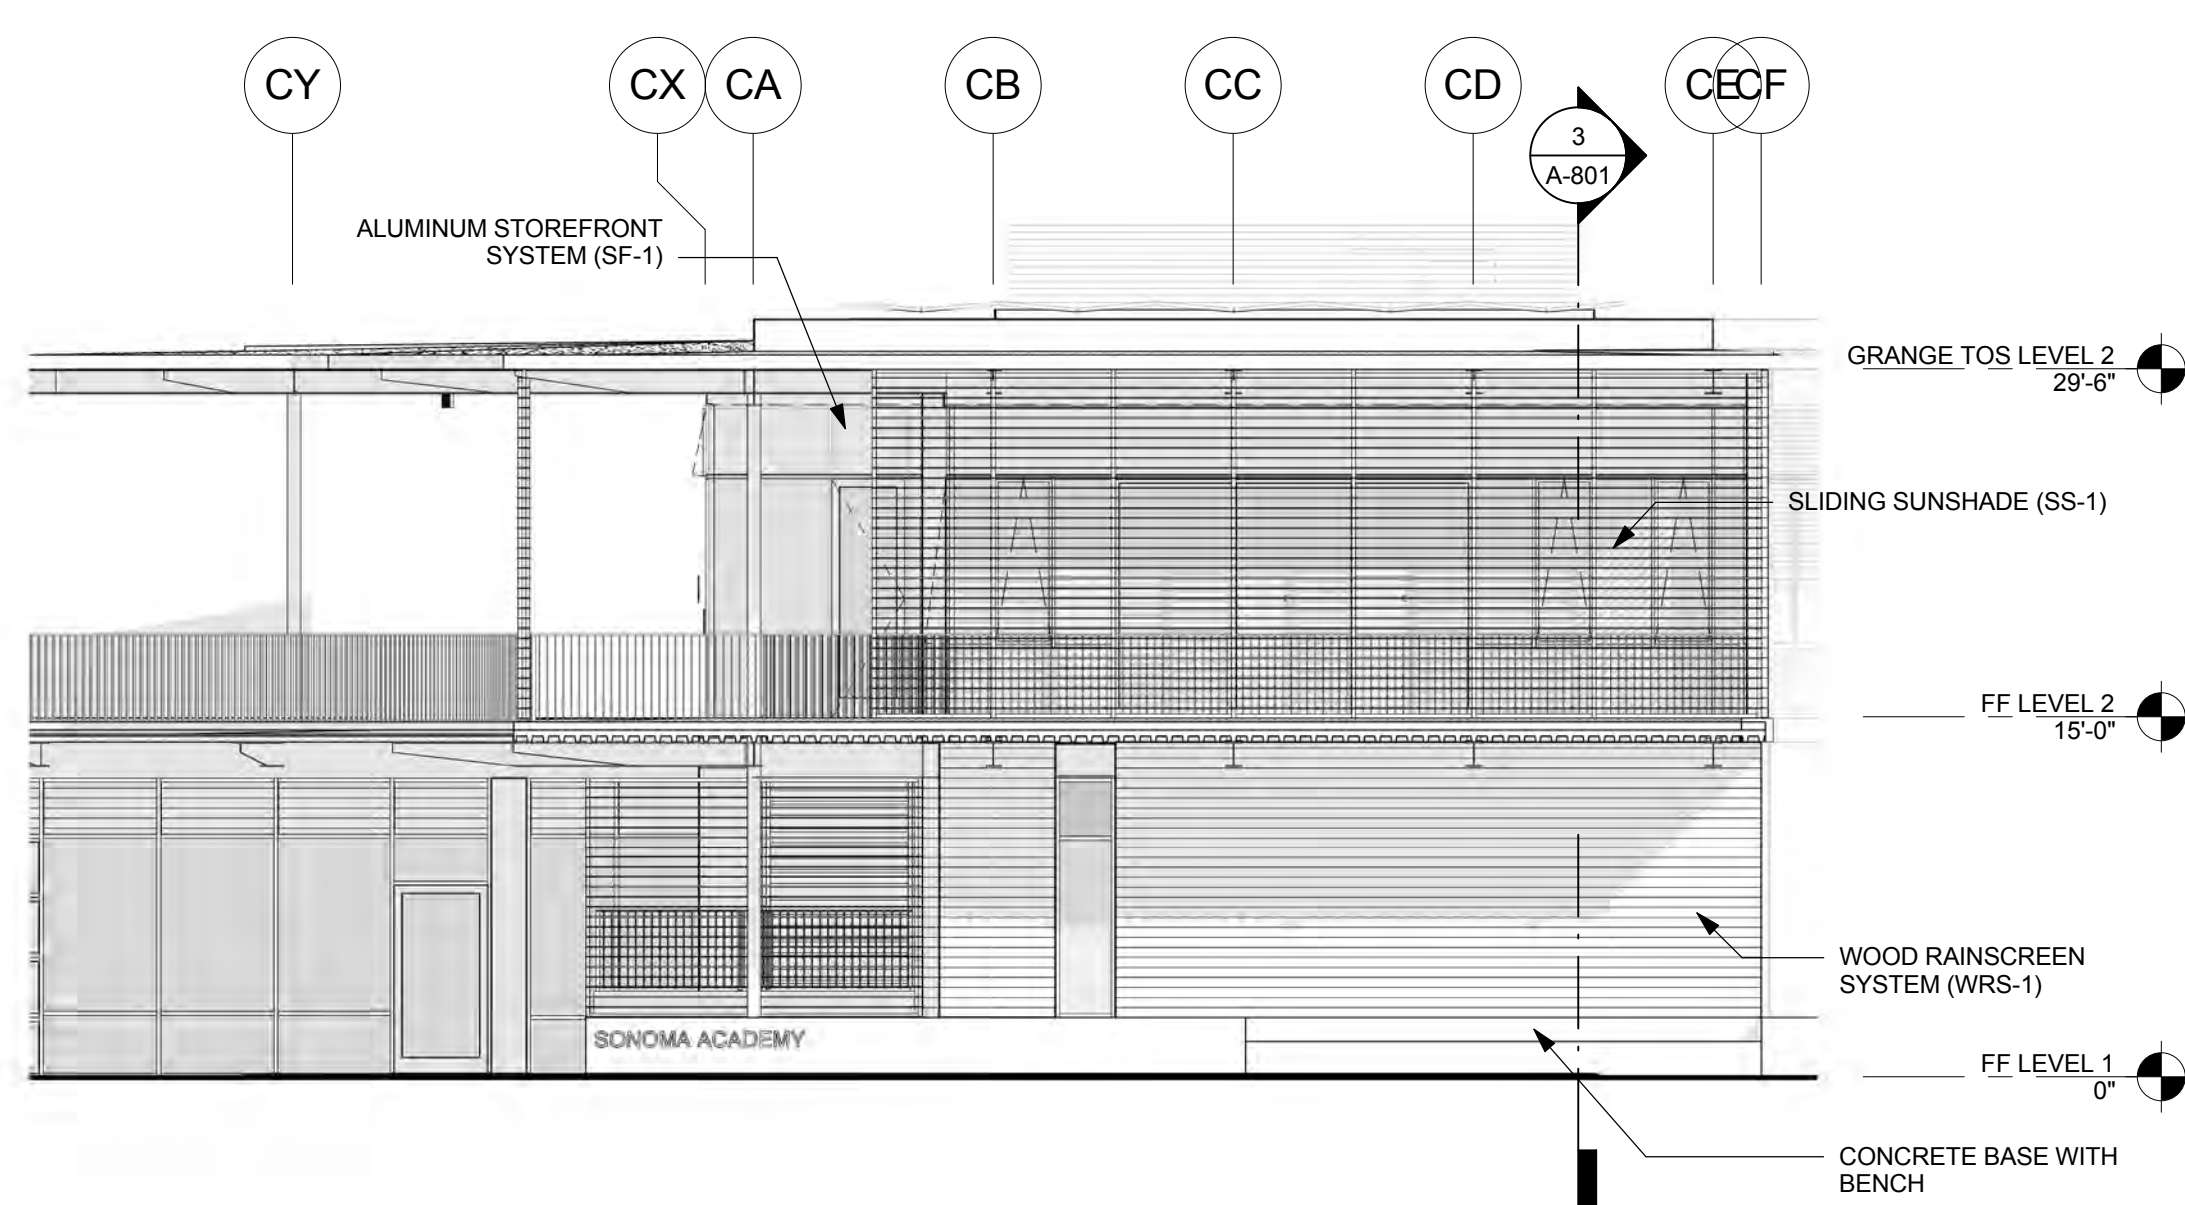 CY
CX
CA
CB
CC
CD
CE
CF
3
A-801
ALUMINUM STOREFRONT
SYSTEM (SF-1)
GRANGE TOS LEVEL 2
29'-6"
SLIDING SUNSHADE (SS-1)
FF LEVEL 2
15'-0"
WOOD RAINSCREEN
SYSTEM (WRS-1)
SONOMA ACADEMY
FF LEVEL 1
0"
CONCRETE BASE WITH
BENCH